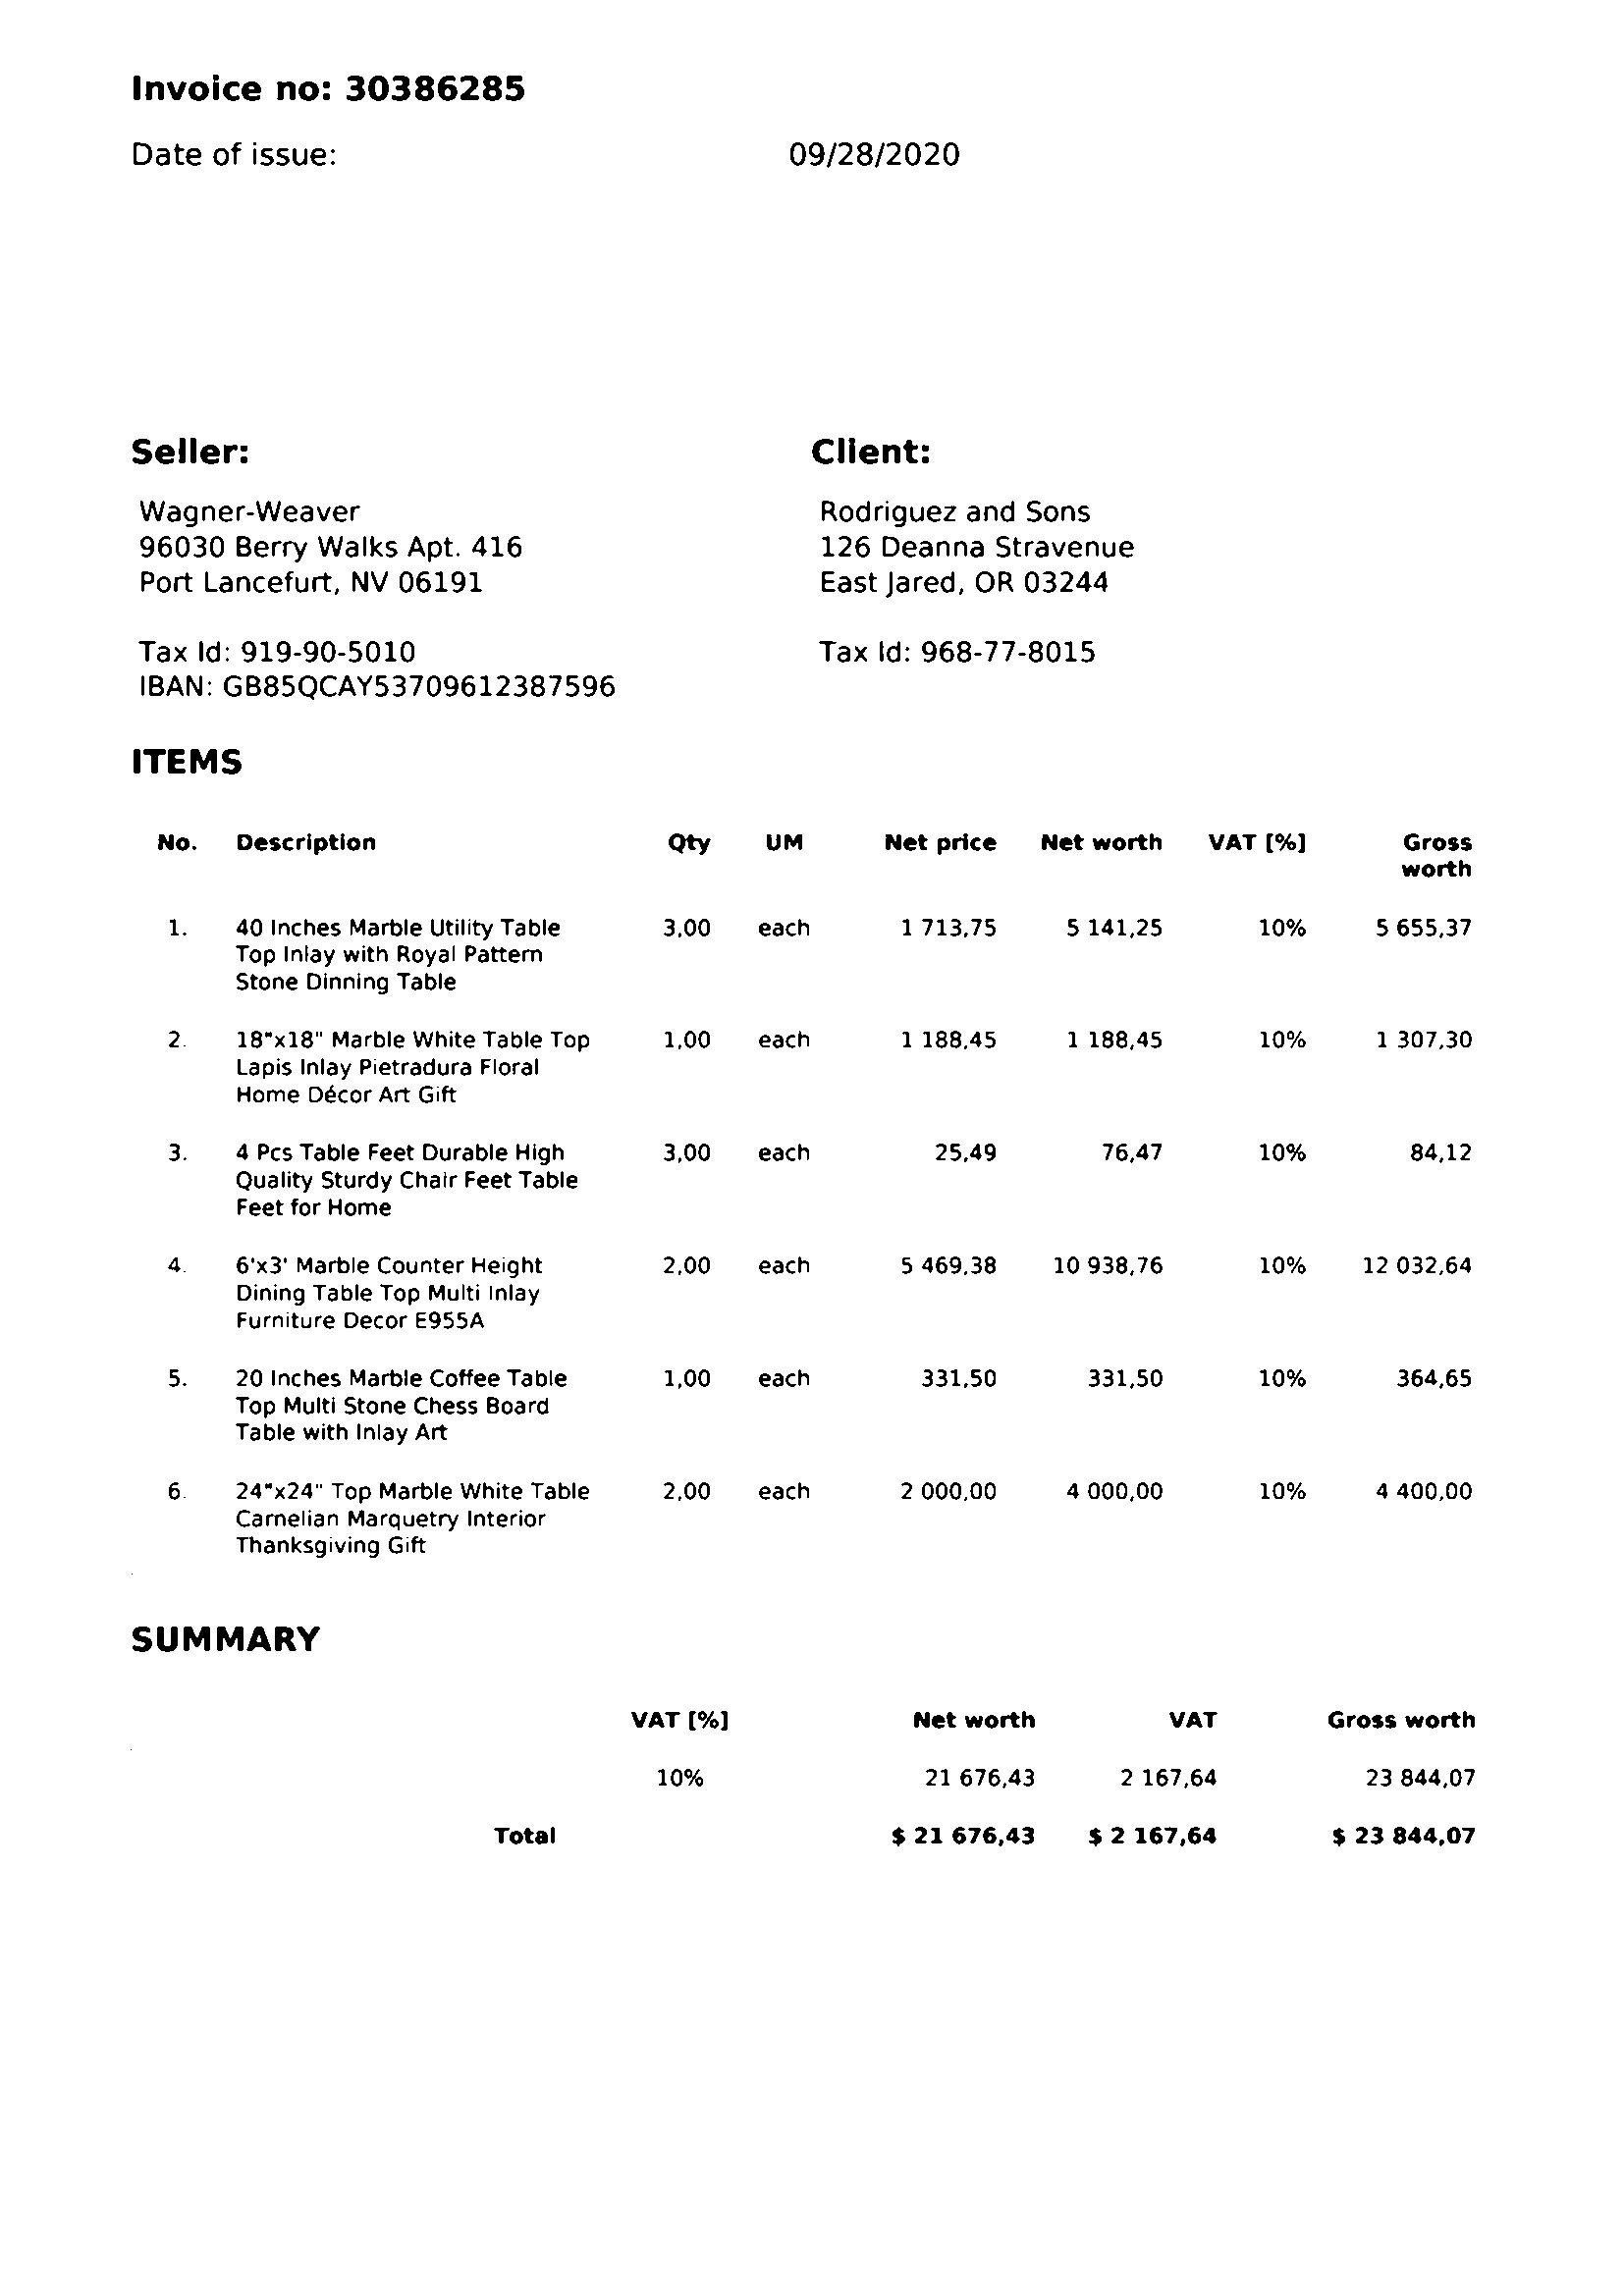 Invoice no: 30386285
Date of issue: 09/28/2020
Seller: Client:
Wagner-Weaver Rodriguez and Sons
96030 Berry Walks Apt. 416 126 Deanna Stravenue
Port Lancefurt, NV 06191 East Jared, OR 03244
Tax Id: 919-90-5010 Tax Id: 968-77-8015
IBAN: GB85QCAY53709612387596
ITEMS
No. Description Qty UM Net price Net worth VAT [%] Gross
worth
1. 40 Inches Marble Utility Table 3,00 each 1 713,75 5 141,25 10% 5 655,37
Top Inlay with Royal Pattern
Stone Dinning Table
2. 18"x18" Marble White Table Top 1,00 each 1 188,45 1 188,45 10% 1 307,30
Lapis Inlay Pietradura Floral
Home Décor Art Gift
3. 4 Pcs Table Feet Durable High 3,00 each 25,49 76,47 10% 84,12
Quality Sturdy Chair Feet Table
Feet for Home
4. 6'x3' Marble Counter Height 2,00 each 5 469,38 10 938,76 10% 12 032,64
Dining Table Top Multi Inlay
Furniture Decor E955A
5. 20 Inches Marble Coffee Table 1,00 each 331,50 331,50 10% 364,65
Top Multi Stone Chess Board
Table with Inlay Art
6. 24"x24" Top Marble White Table 2,00 each 2 000,00 4 000,00 10% 4 400,00
Carnelian Marquetry Interior
Thanksgiving Gift
SUMMARY
VAT [%] Net worth VAT Gross worth
10% 21 676,43 2 167,64 23 844,07
Total $ 21 676,43 $ 2 167,64 $ 23 844,07